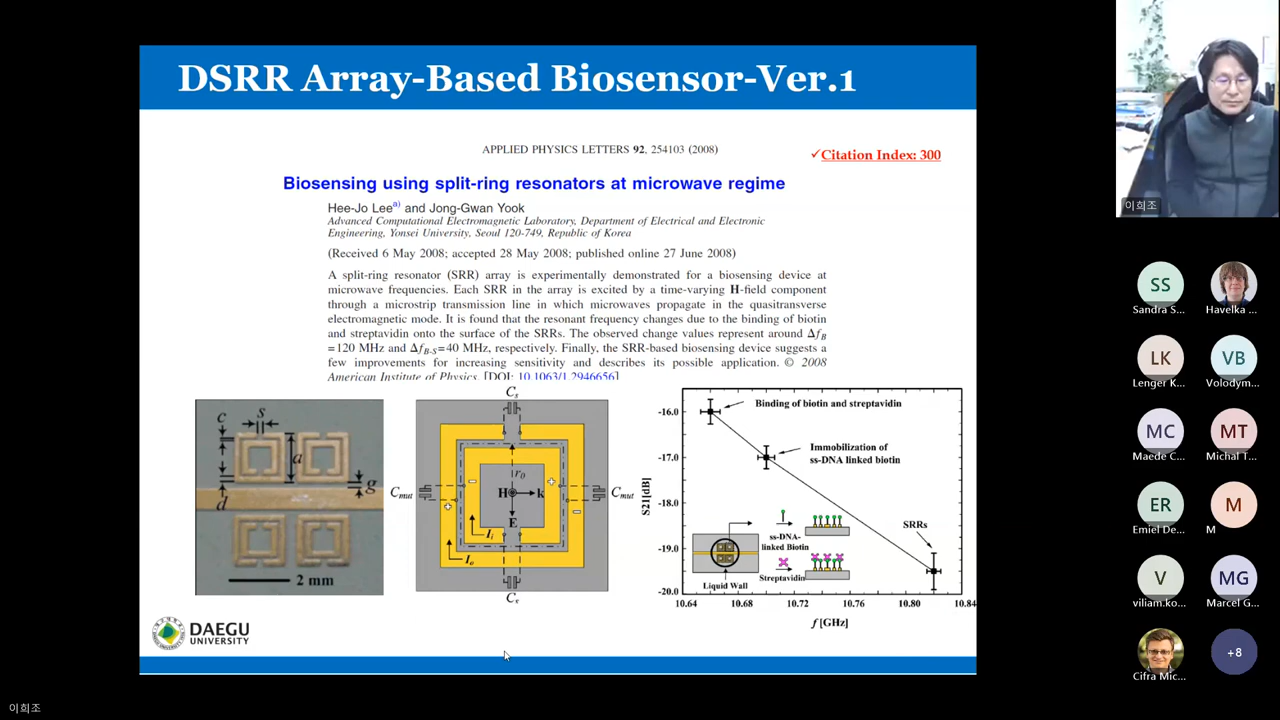 DSRR Array-Based Biosensor-Ver.1
APPLIED PHYSICS LETTERS 92, 254103 (2008)
✓Citation Index: 300
Biosensing using split-ring resonators at microwave regime
Hee-Jo Lee a) and Jong-Gwan Yook
Advanced Computational Electromagnetic Laboratory, Department of Electrical and Electronic
Engineering, Yonsei University, Seoul 120-749, Republic of Korea
(Received 6 May 2008; accepted 28 May 2008; published online 27 June 2008)
A split-ring resonator (SRR) array is experimentally demonstrated for a biosensing device at
microwave frequencies. Each SRR in the array is excited by a time-varying H-field component
through a microstrip transmission line in which microwaves propagate in the quasitransverse
electromagnetic mode. It is found that the resonant frequency changes due to the binding of biotin
and streptavidin onto the surface of the SRRs. The observed change values represent around Δf_B
=120 MHz and Δf_B-S=40 MHz, respectively. Finally, the SRR-based biosensing device suggests a
few improvements for increasing sensitivity and describes its possible application. © 2008
American Institute of Physics. [DOI: 10.1063/1.2946656]
c
s
a
g
d
2 mm
C_s
r_0
C_mut
H
k
C_mut
E
I_i
I_o
-16.0
-17.0
-18.0
-19.0
-20.0
S21[dB]
Binding of biotin and streptavidin
Immobilization of
ss-DNA linked biotin
SRRs
ss-DNA-
linked Biotin
Streptavidin
Liquid Wall
10.64
10.68
10.72
10.76
10.80
10.84
f [GHz]
DAEGU
UNIVERSITY
이희조
SS
Sandra S...
Havelka ...
LK
Lenger K...
VB
Volodym...
MC
Maede C...
MT
Michal T...
ER
Emiel De...
M
M
V
viliam.ko...
MG
Marcel G...
Cifra Mic...
+8
이희조